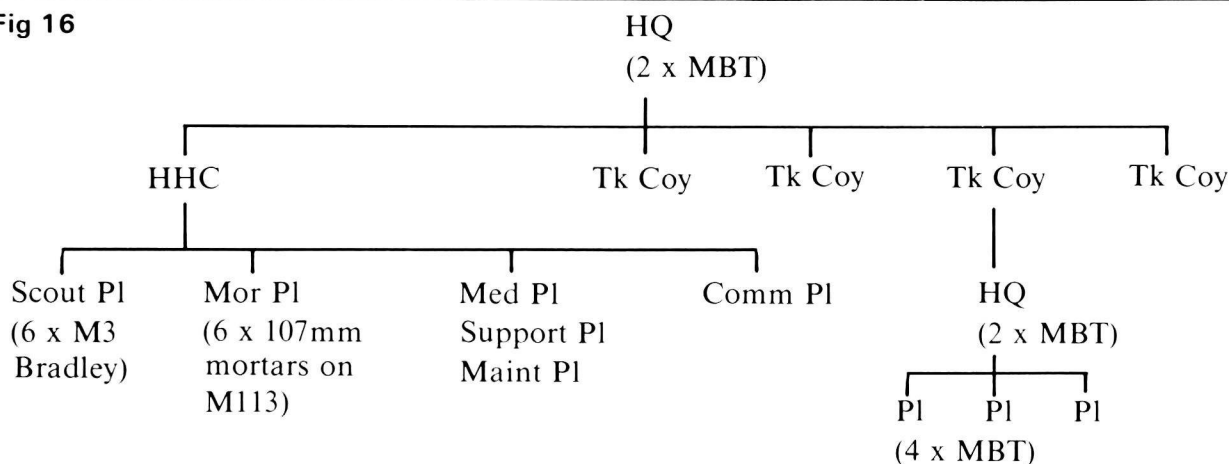 Fig 16
HQ
(2 x MBT)
HHC
Tk Coy
Tk Coy
Tk Coy
Tk Coy
Scout Pl
(6 x M3
Bradley)
Mor Pl
(6 x 107mm
mortars on
M113)
Med Pl
Support Pl
Maint Pl
Comm Pl
HQ
(2 x MBT)
Pl
Pl
Pl
(4 x MBT)